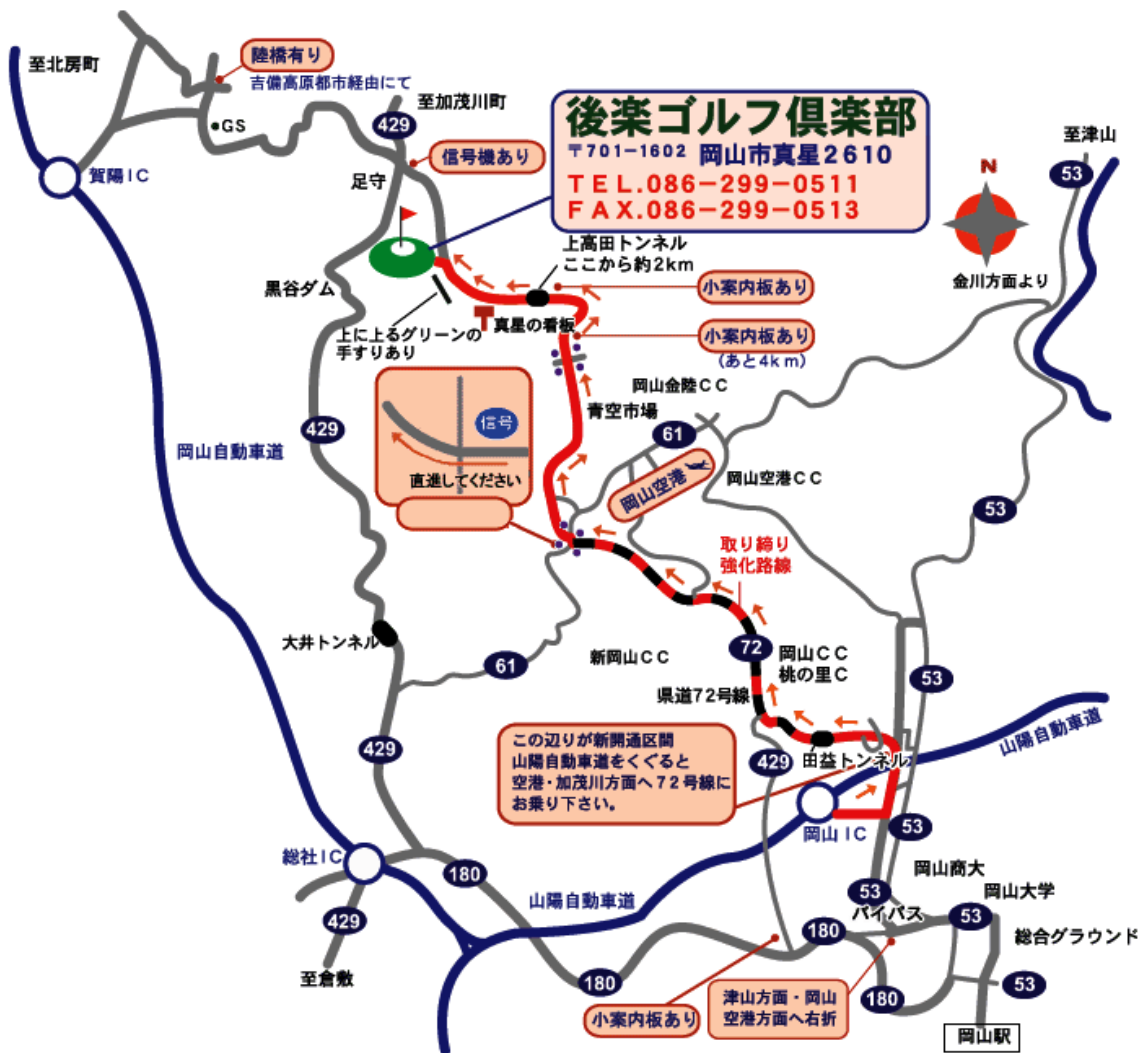 至北房町
陸橋有り
吉備高原都市経由にて
至加茂川町
GS
429
信号機あり
賀陽IC
足守
後楽ゴルフ倶楽部
〒701-1602 岡山市真星2610
TEL.086-299-0511
FAX.086-299-0513
至津山
53
N
金川方面より
上高田トンネル
ここから約2km
小案内板あり
黒谷ダム
真星の看板
上に上るグリーンの
手すりあり
小案内板あり
(あと4km)
岡山金陸CC
青空市場
61
信号
直進してください
429
岡山自動車道
岡山空港
岡山空港CC
53
取り締り
強化路線
大井トンネル
61
新岡山CC
72
岡山CC
桃の里C
県道72号線
53
山陽自動車道
この辺りが新開通区間
山陽自動車道をくぐると
空港・加茂川方面へ72号線に
お乗り下さい。
429
429
田益トンネル
岡山IC
53
総社IC
180
山陽自動車道
岡山商大
岡山大学
53
バイパス
53
総合グラウンド
429
180
至倉敷
180
小案内板あり
津山方面・岡山
空港方面へ右折
180
53
岡山駅